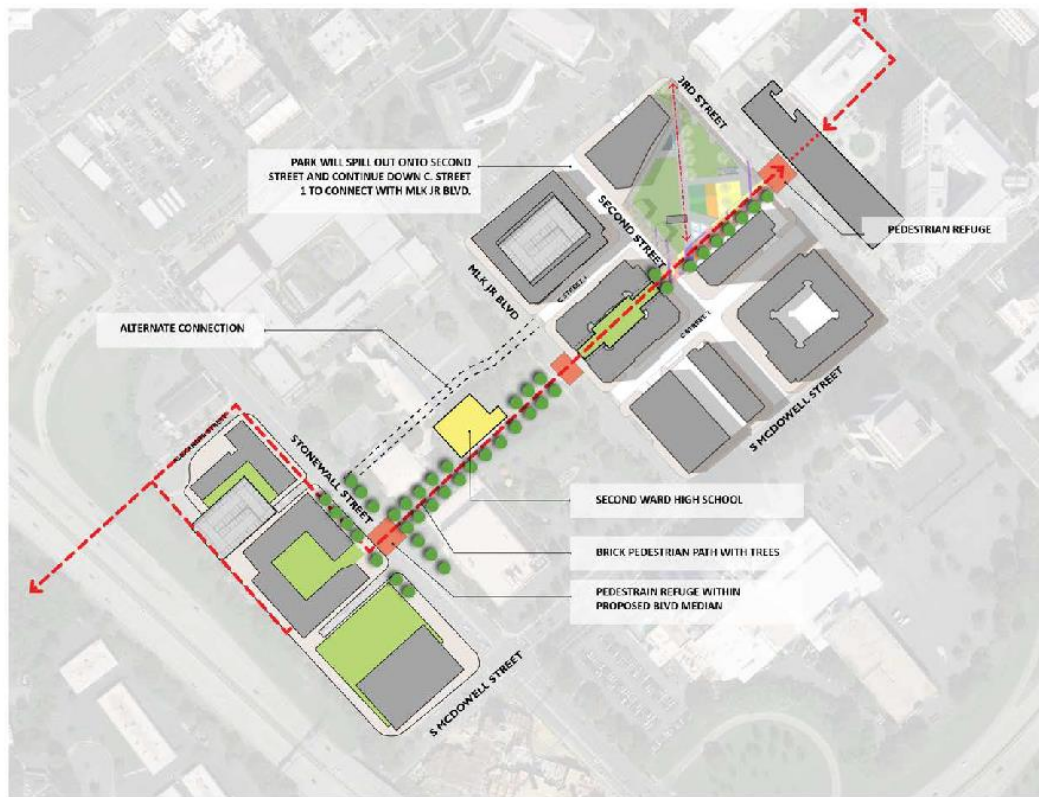 3RD STREET
PARK WILL SPILL OUT ONTO SECOND
STREET AND CONTINUE DOWN C. STREET
1 TO CONNECT WITH MLK JR BLVD.
SECOND STREET
PEDESTRIAN REFUGE
MLK JR BLVD
C STREET 1
ALTERNATE CONNECTION
S MCDOWELL STREET
STONEWALL STREET
SECOND WARD HIGH SCHOOL
BRICK PEDESTRIAN PATH WITH TREES
PEDESTRAIN REFUGE WITHIN
PROPOSED BLVD MEDIAN
S MCDOWELL STREET